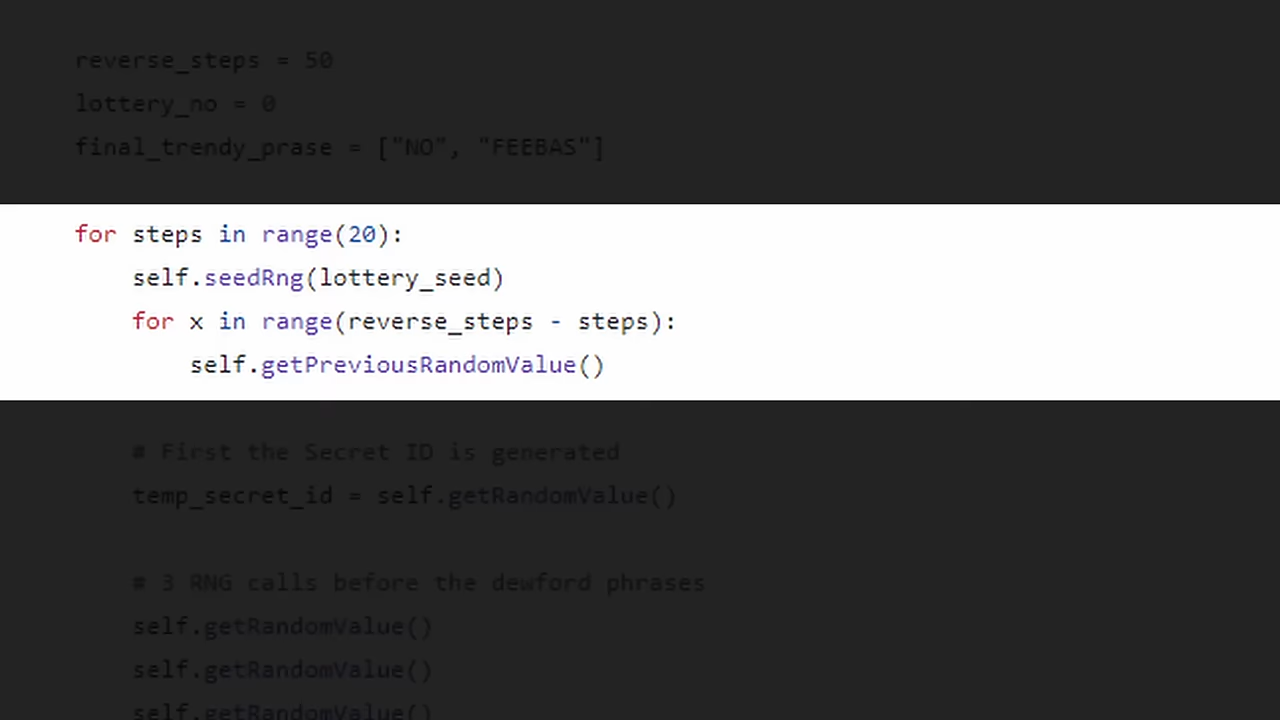 reverse_steps = 50
lottery_no = 0
final_trendy_prase = ["NO", "FEEBAS"]
for steps in range(20):
self.seedRng(lottery_seed)
for x in range(reverse_steps - steps):
self.getPreviousRandomValue()
# First the Secret ID is generated
temp_secret_id = self.getRandomValue()
# 3 RNG calls before the dewford phrases
self.getRandomValue()
self.getRandomValue()
self.getRandomValue()